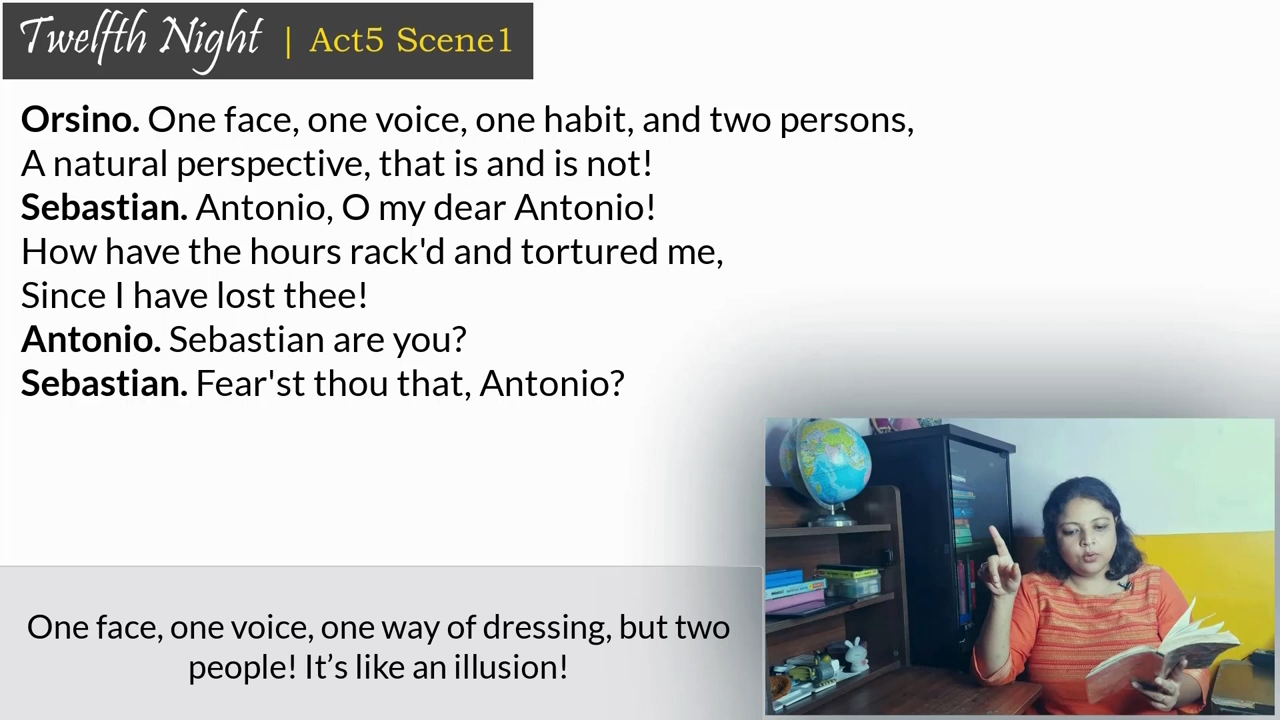 Twelfth Night | Act5 Scene1
Orsino. One face, one voice, one habit, and two persons,
A natural perspective, that is and is not!
Sebastian. Antonio, O my dear Antonio!
How have the hours rack'd and tortured me,
Since I have lost thee!
Antonio. Sebastian are you?
Sebastian. Fear'st thou that, Antonio?
One face, one voice, one way of dressing, but two
people! It’s like an illusion!